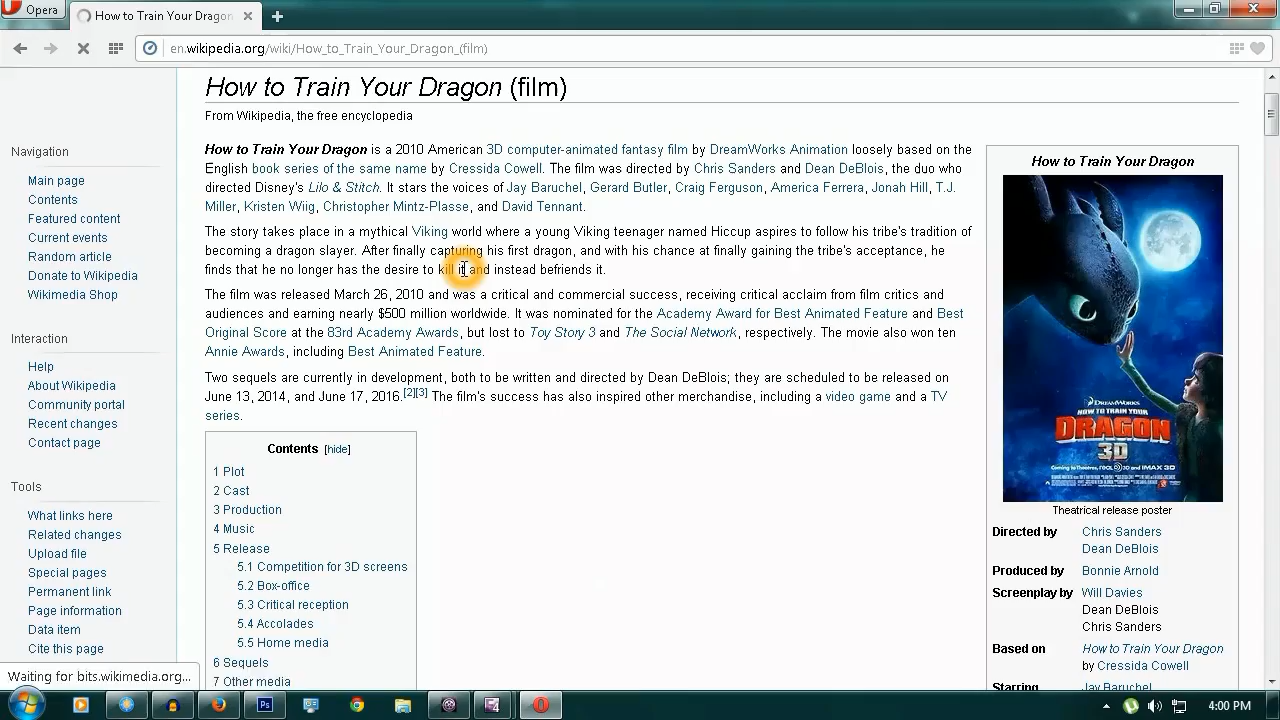 Opera
How to Train Your Dragon
en.wikipedia.org/wiki/How_to_Train_Your_Dragon_(film)
How to Train Your Dragon (film)
From Wikipedia, the free encyclopedia
How to Train Your Dragon is a 2010 American 3D computer-animated fantasy film by DreamWorks Animation loosely based on the
English book series of the same name by Cressida Cowell. The film was directed by Chris Sanders and Dean DeBlois, the duo who
directed Disney's Lilo & Stitch. It stars the voices of Jay Baruchel, Gerard Butler, Craig Ferguson, America Ferrera, Jonah Hill, T.J.
Miller, Kristen Wiig, Christopher Mintz-Plasse, and David Tennant.
The story takes place in a mythical Viking world where a young Viking teenager named Hiccup aspires to follow his tribe's tradition of
becoming a dragon slayer. After finally capturing his first dragon, and with his chance at finally gaining the tribe's acceptance, he
finds that he no longer has the desire to kill it and instead befriends it.
The film was released March 26, 2010 and was a critical and commercial success, receiving critical acclaim from film critics and
audiences and earning nearly $500 million worldwide. It was nominated for the Academy Award for Best Animated Feature and Best
Original Score at the 83rd Academy Awards, but lost to Toy Story 3 and The Social Network, respectively. The movie also won ten
Annie Awards, including Best Animated Feature.
Two sequels are currently in development, both to be written and directed by Dean DeBlois; they are scheduled to be released on
June 13, 2014, and June 17, 2016.[2][3] The film's success has also inspired other merchandise, including a video game and a TV
series.
Contents [hide]
1 Plot
2 Cast
3 Production
4 Music
5 Release
5.1 Competition for 3D screens
5.2 Box-office
5.3 Critical reception
5.4 Accolades
5.5 Home media
6 Sequels
7 Other media
Navigation
Main page
Contents
Featured content
Current events
Random article
Donate to Wikipedia
Wikimedia Shop
Interaction
Help
About Wikipedia
Community portal
Recent changes
Contact page
Tools
What links here
Related changes
Upload file
Special pages
Permanent link
Page information
Data item
Cite this page
How to Train Your Dragon
DREAMWORKS
HOW TO TRAIN YOUR
DRAGON
3D
Coming to Theatres, REAL D 3D and IMAX 3D
Theatrical release poster
Directed by Chris Sanders
Dean DeBlois
Produced by Bonnie Arnold
Screenplay by Will Davies
Dean DeBlois
Chris Sanders
Based on How to Train Your Dragon
by Cressida Cowell
Starring Jay Baruchel
Waiting for bits.wikimedia.org...
Ps
4:00 PM